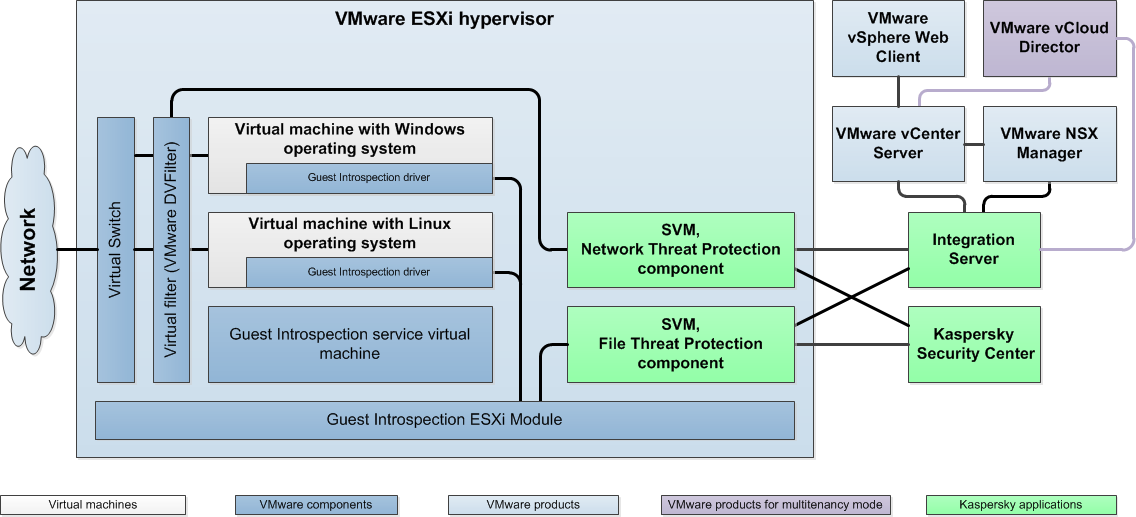 VMware ESXi hypervisor
VMware
vSphere Web
Client
VMware vCloud
Director
VMware vCenter
Server
VMware NSX
Manager
Network
Virtual Switch
Virtual filter (VMware DVFilter)
Virtual machine with Windows
operating system
Guest Introspection driver
Virtual machine with Linux
operating system
Guest Introspection driver
Guest Introspection service virtual
machine
SVM,
Network Threat Protection
component
SVM,
File Threat Protection
component
Integration
Server
Kaspersky
Security Center
Guest Introspection ESXi Module
Virtual machines
VMware components
VMware products
VMware products for multitenancy mode
Kaspersky applications